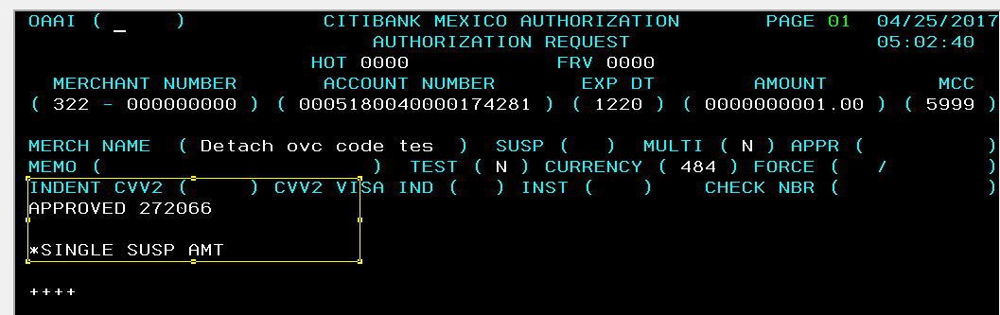 OAAI ( _ ) CITIBANK MEXICO AUTHORIZATION PAGE 01 04/25/2017
AUTHORIZATION REQUEST 05:02:40
HOT 0000 FRV 0000
MERCHANT NUMBER ACCOUNT NUMBER EXP DT AMOUNT MCC
( 322 - 000000000 ) ( 0005180040000174281 ) ( 1220 ) ( 0000000001.00 ) ( 5999 )
MERCH NAME ( Detach ovc code tes ) SUSP ( ) MULTI ( N ) APPR ( )
MEMO ( ) TEST ( N ) CURRENCY ( 484 ) FORCE ( / )
INDENT CVV2 ( ) CVV2 VISA IND ( ) INST ( ) CHECK NBR ( )
APPROVED 272066
*SINGLE SUSP AMT
++++